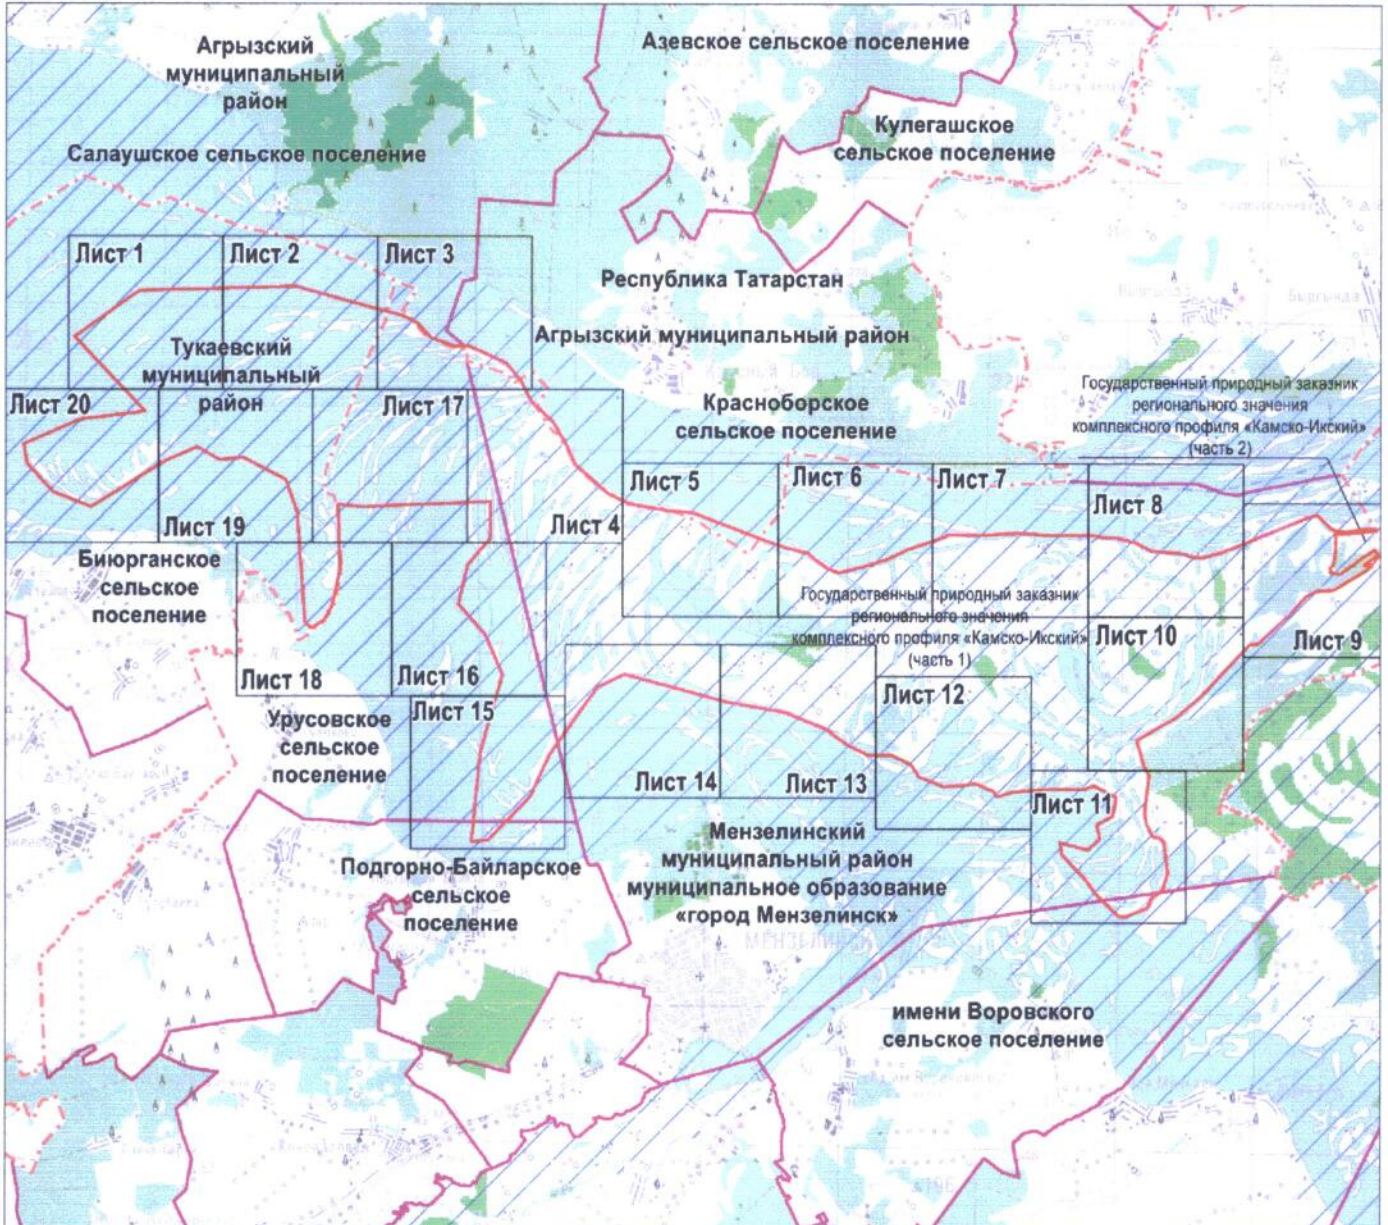 Агрызский
муниципальный
район
Азевское сельское поселение
Кулегашское
сельское поселение
Салаушское сельское поселение
Лист 1
Лист 2
Лист 3
Республика Татарстан
Агрызский муниципальный район
Быргында
Тукаевский
муниципальный
район
Государственный природный заказник
регионального значения
комплексного профиля «Камско-Икский»
(часть 2)
Лист 20
Лист 17
Красноборское
сельское поселение
Лист 5
Лист 6
Лист 7
Лист 8
Лист 19
Лист 4
Биюрганское
сельское
поселение
Государственный природный заказник
регионального значения
комплексного профиля «Камско-Икский»
(часть 1)
Лист 10
Лист 9
Лист 18
Лист 16
Лист 12
Лист 15
Урусовское
сельское
поселение
Лист 14
Лист 13
Лист 11
Мензелинский
муниципальный район
муниципальное образование
«город Мензелинск»
Подгорно-Байларское
сельское
поселение
МЕНЗЕЛИНСК
имени Воровского
сельское поселение